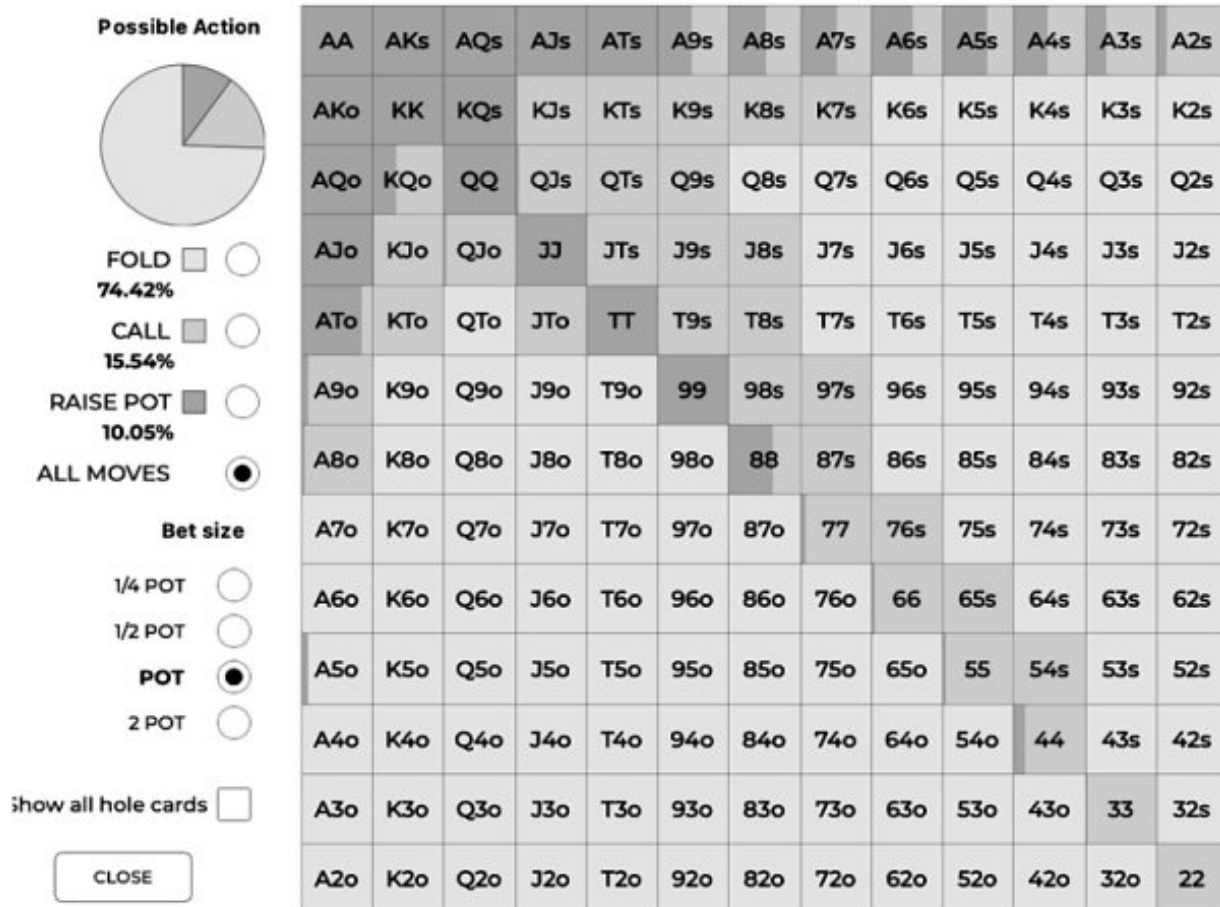 Possible Action
FOLD
74.42%
CALL
15.54%
RAISE POT
10.05%
ALL MOVES
Bet size
1/4 POT
1/2 POT
POT
2 POT
Show all hole cards
CLOSE
AA AKs AQs AJs ATs A9s A8s A7s A6s A5s A4s A3s A2s
AKo KK KQs KJs KTs K9s K8s K7s K6s K5s K4s K3s K2s
AQo KQo QQ QJs QTs Q9s Q8s Q7s Q6s Q5s Q4s Q3s Q2s
AJo KJo QJo JJ JTs J9s J8s J7s J6s J5s J4s J3s J2s
ATo KTo QTo JTo TT T9s T8s T7s T6s T5s T4s T3s T2s
A9o K9o Q9o J9o T9o 99 98s 97s 96s 95s 94s 93s 92s
A8o K8o Q8o J8o T8o 98o 88 87s 86s 85s 84s 83s 82s
A7o K7o Q7o J7o T7o 97o 87o 77 76s 75s 74s 73s 72s
A6o K6o Q6o J6o T6o 96o 86o 76o 66 65s 64s 63s 62s
A5o K5o Q5o J5o T5o 95o 85o 75o 65o 55 54s 53s 52s
A4o K4o Q4o J4o T4o 94o 84o 74o 64o 54o 44 43s 42s
A3o K3o Q3o J3o T3o 93o 83o 73o 63o 53o 43o 33 32s
A2o K2o Q2o J2o T2o 92o 82o 72o 62o 52o 42o 32o 22